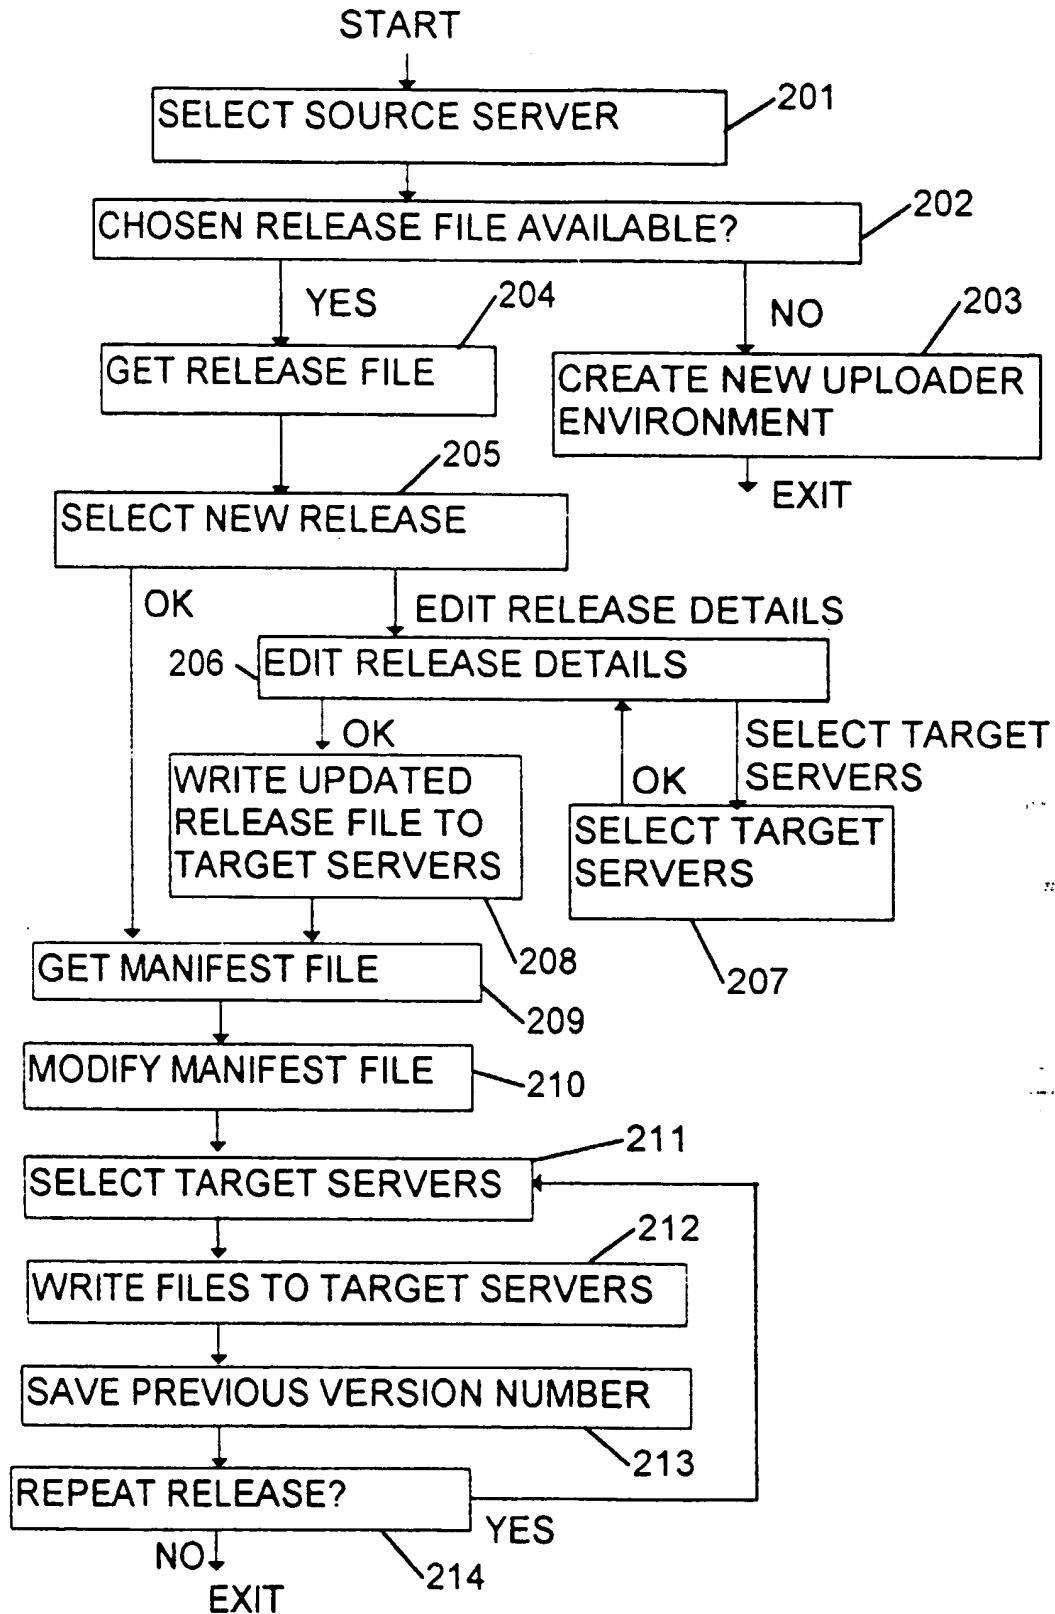 START
SELECT SOURCE SERVER
201
CHOSEN RELEASE FILE AVAILABLE?
202
YES
204
NO
203
GET RELEASE FILE
CREATE NEW UPLOADER
ENVIRONMENT
205
EXIT
SELECT NEW RELEASE
OK
EDIT RELEASE DETAILS
206
EDIT RELEASE DETAILS
OK
SELECT TARGET
SERVERS
OK
WRITE UPDATED
RELEASE FILE TO
TARGET SERVERS
SELECT TARGET
SERVERS
208
207
GET MANIFEST FILE
209
MODIFY MANIFEST FILE
210
211
SELECT TARGET SERVERS
212
WRITE FILES TO TARGET SERVERS
SAVE PREVIOUS VERSION NUMBER
213
REPEAT RELEASE?
YES
NO
214
EXIT